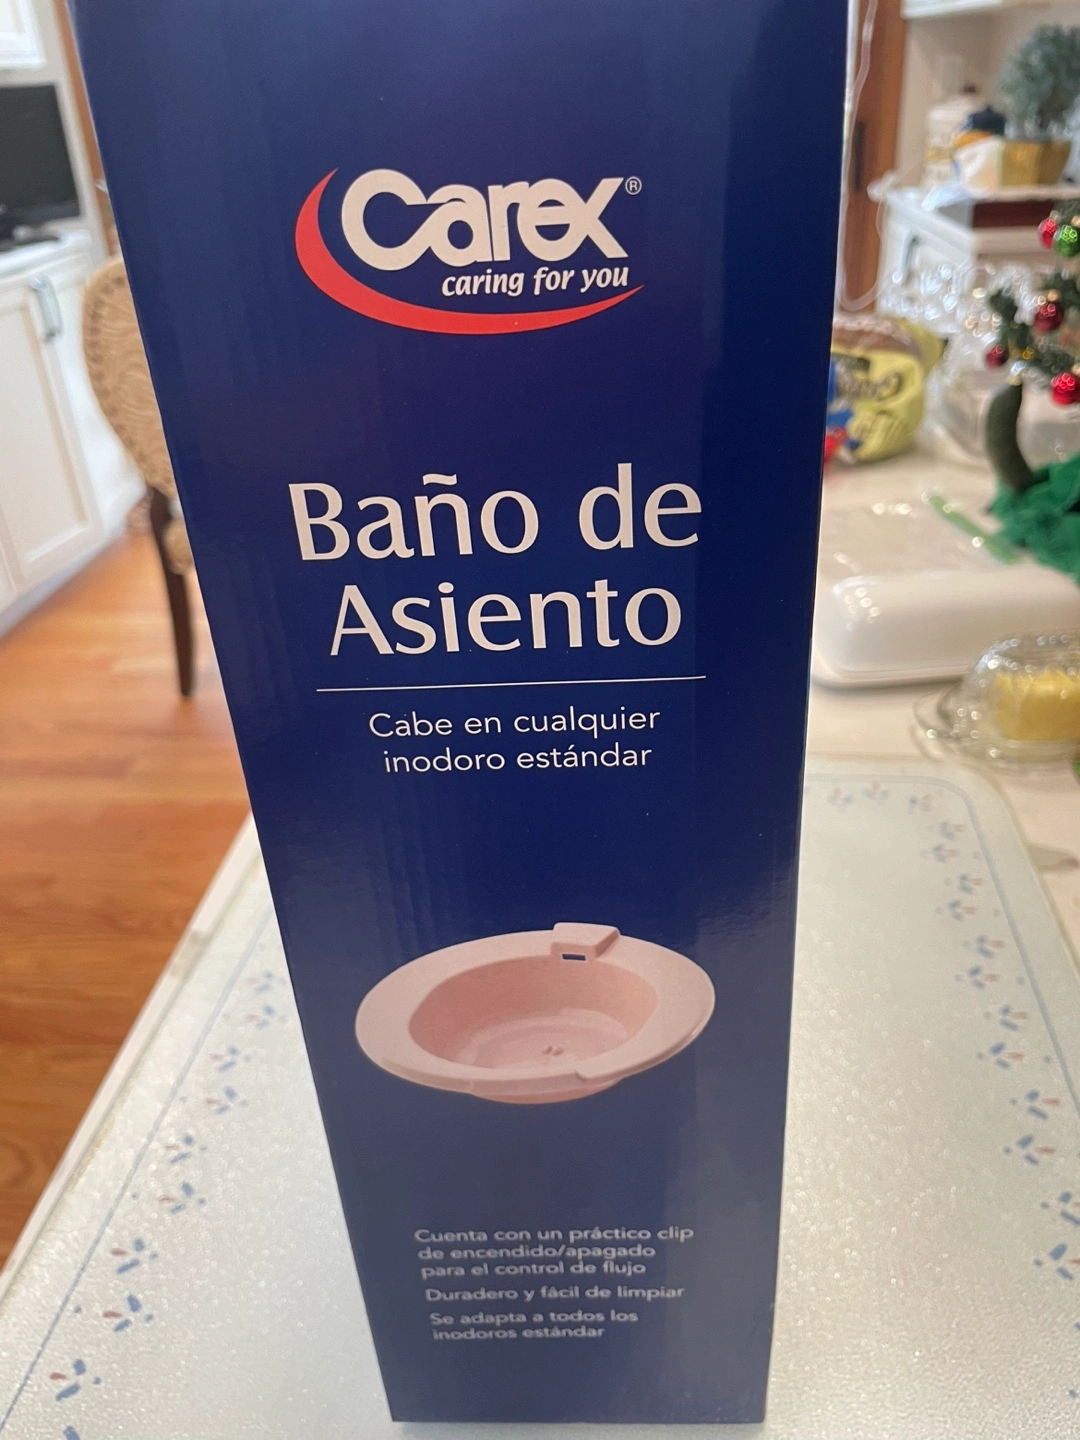 Carex®
caring for you
Baño de
Asiento
Cabe en cualquier
inodoro estándar
Cuenta con un práctico clip
de encendido/apagado
para el control de flujo
Duradero y fácil de limpiar
Se adapta a todos los
inodoros estándar